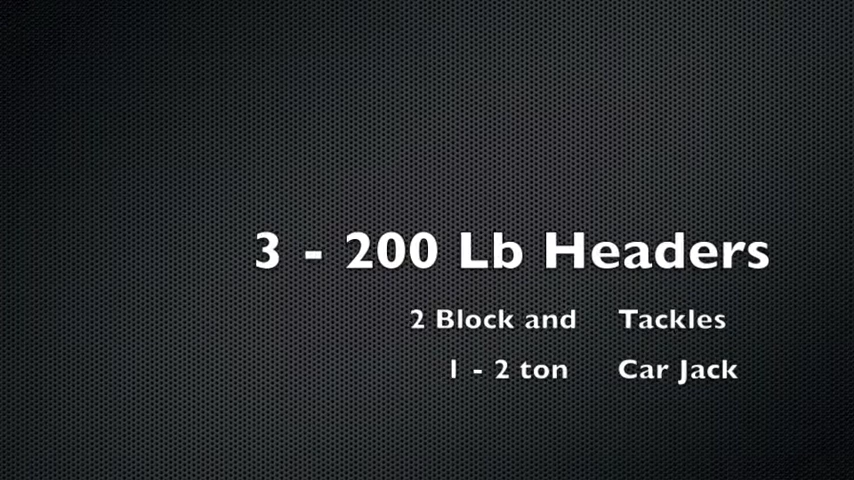 3 - 200 Lb Headers
2 Block and Tackles
1 - 2 ton Car Jack